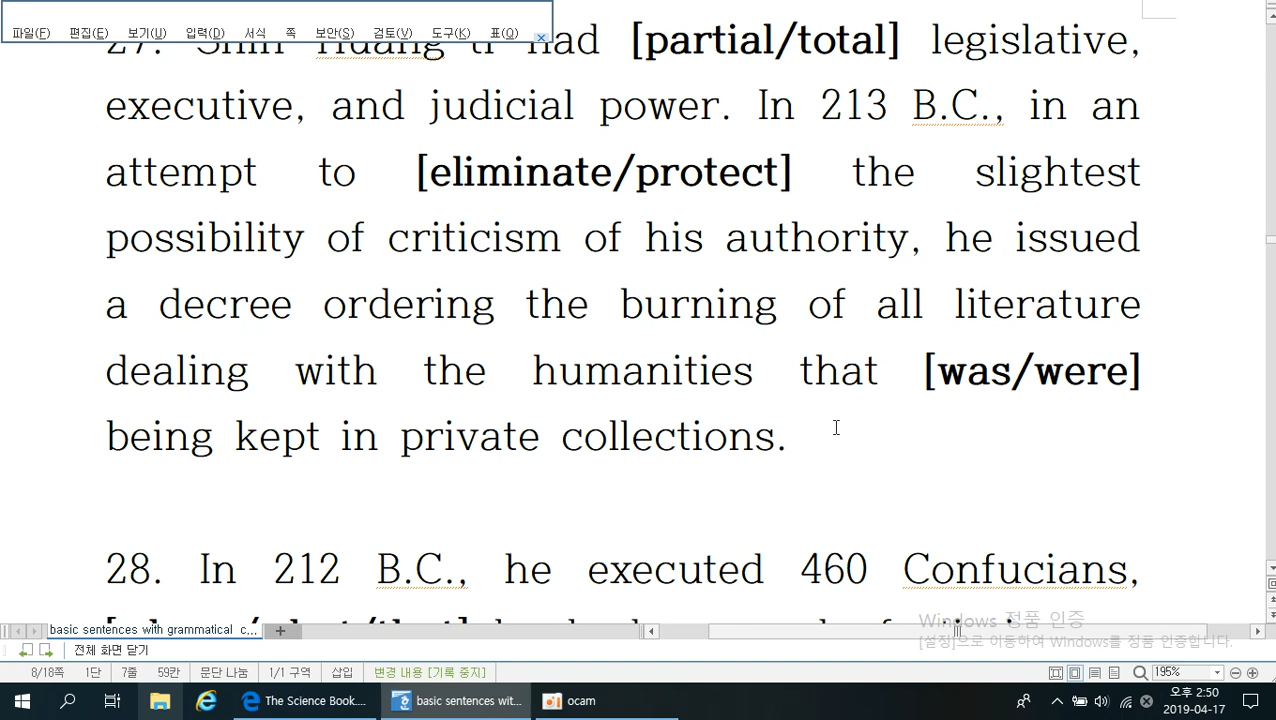 파일(F) 편집(E) 보기(U) 입력(D) 서식 쪽 보안(S) 검토(V) 도구(K) 표(Q)
27. Shih Huang ti had [partial/total] legislative,
executive, and judicial power. In 213 B.C., in an
attempt to [eliminate/protect] the slightest
possibility of criticism of his authority, he issued
a decree ordering the burning of all literature
dealing with the humanities that [was/were]
being kept in private collections.
28. In 212 B.C., he executed 460 Confucians,
Windows 정품 인증
[설정]으로 이동하여 Windows를 정품 인증합니다.
basic sentences with grammatical c...
전체 화면 닫기
8/18쪽 1단 7줄 59칸 문단 나눔 1/1 구역 삽입 변경 내용 [기록 중지] 195%
The Science Book.... basic sentences wit... ocam
오후 2:50
2019-04-17